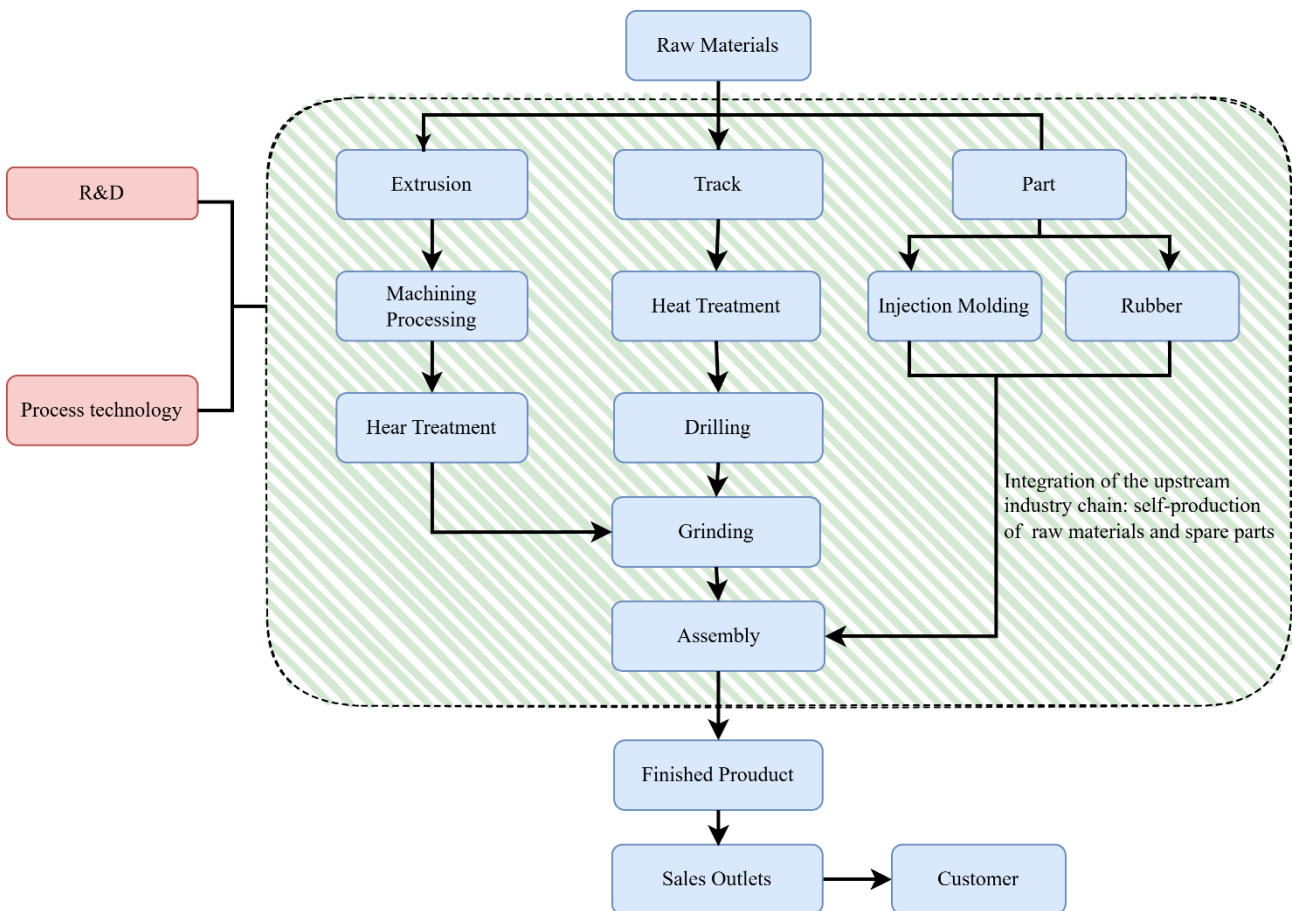 Raw Materials
R&D
Extrusion
Track
Part
Machining
Processing
Heat Treatment
Injection Molding
Rubber
Process technology
Hear Treatment
Drilling
Integration of the upstream
industry chain: self-production
of raw materials and spare parts
Grinding
Assembly
Finished Prouduct
Sales Outlets
Customer